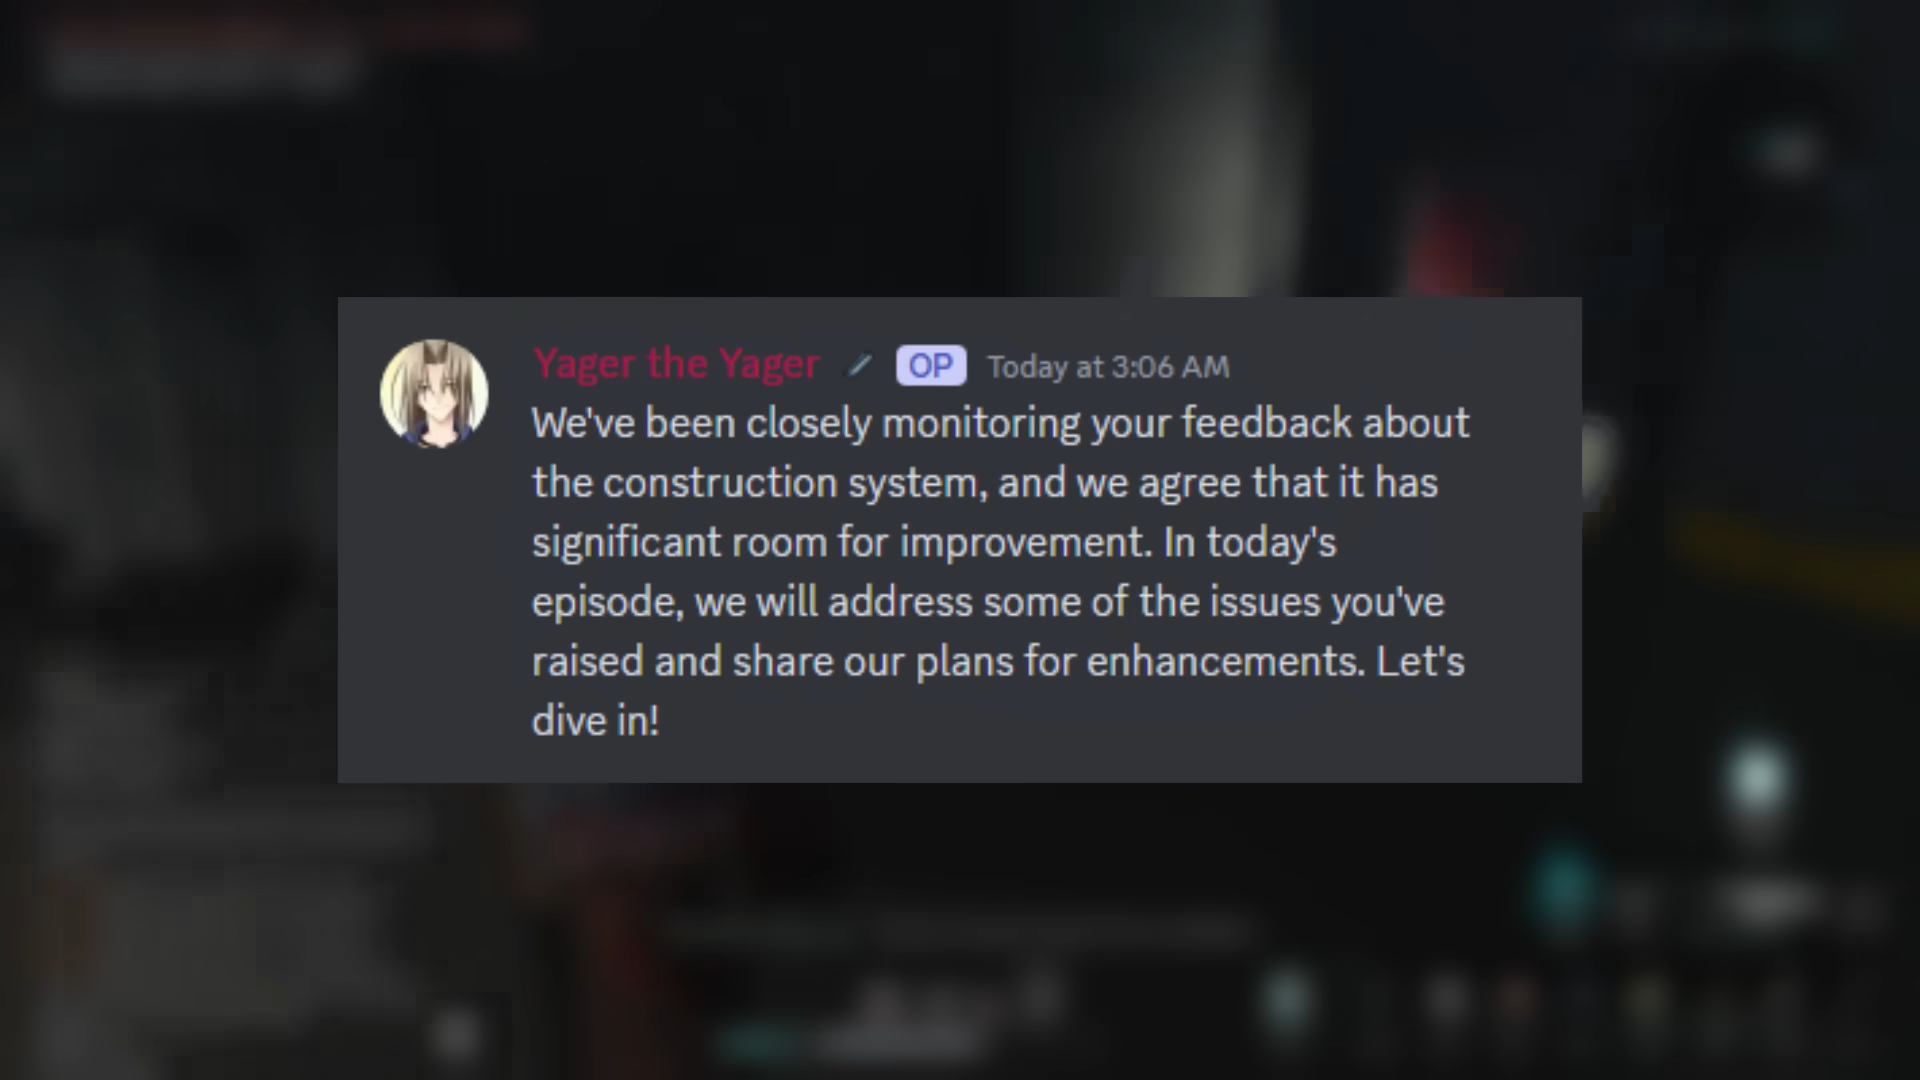 Yager the Yager OP Today at 3:06 AM
We've been closely monitoring your feedback about
the construction system, and we agree that it has
significant room for improvement. In today's
episode, we will address some of the issues you've
raised and share our plans for enhancements. Let's
dive in!